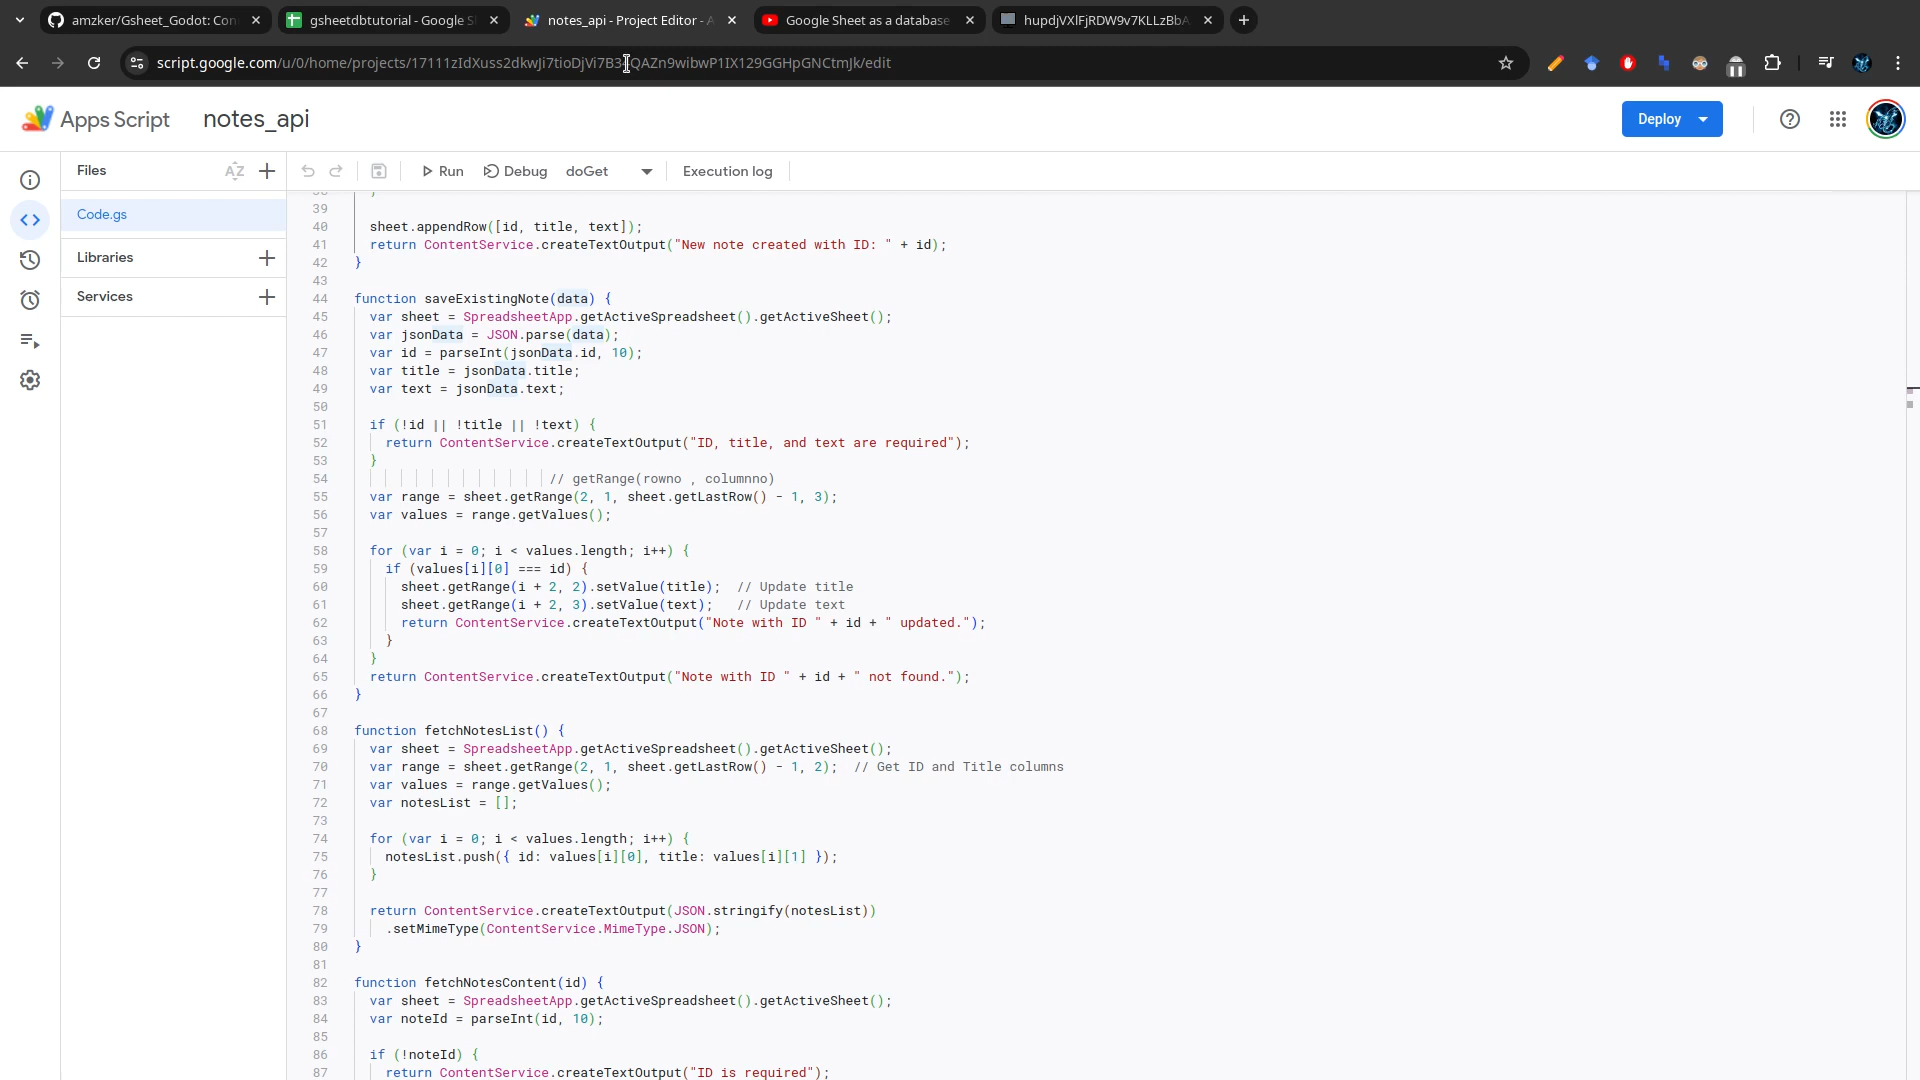 amzker/Gsheet_Godot: Con
gsheetdbtutorial - Google S
notes_api - Project Editor - A
Google Sheet as a database
hupdjVXlFjRDW9v7KLLzBbA
script.google.com/u/0/home/projects/17111zIdXuss2dkwJi7tioDjVi7B34QAZn9wibwP1IX129GGHpGNCtmJk/edit
Apps Script notes_api
Deploy
Files
AZ
Run
Debug
doGet
Execution log
Code.gs
Libraries
Services
38 }
39
40 sheet.appendRow([id, title, text]);
41 return ContentService.createTextOutput("New note created with ID: " + id);
42 }
43
44 function saveExistingNote(data) {
45 var sheet = SpreadsheetApp.getActiveSpreadsheet().getActiveSheet();
46 var jsonData = JSON.parse(data);
47 var id = parseInt(jsonData.id, 10);
48 var title = jsonData.title;
49 var text = jsonData.text;
50
51 if (!id || !title || !text) {
52 return ContentService.createTextOutput("ID, title, and text are required");
53 }
54 // getRange(rowno , columnno)
55 var range = sheet.getRange(2, 1, sheet.getLastRow() - 1, 3);
56 var values = range.getValues();
57
58 for (var i = 0; i < values.length; i++) {
59 if (values[i][0] === id) {
60 sheet.getRange(i + 2, 2).setValue(title); // Update title
61 sheet.getRange(i + 2, 3).setValue(text); // Update text
62 return ContentService.createTextOutput("Note with ID " + id + " updated.");
63 }
64 }
65 return ContentService.createTextOutput("Note with ID " + id + " not found.");
66 }
67
68 function fetchNotesList() {
69 var sheet = SpreadsheetApp.getActiveSpreadsheet().getActiveSheet();
70 var range = sheet.getRange(2, 1, sheet.getLastRow() - 1, 2); // Get ID and Title columns
71 var values = range.getValues();
72 var notesList = [];
73
74 for (var i = 0; i < values.length; i++) {
75 notesList.push({ id: values[i][0], title: values[i][1] });
76 }
77
78 return ContentService.createTextOutput(JSON.stringify(notesList))
79 .setMimeType(ContentService.MimeType.JSON);
80 }
81
82 function fetchNotesContent(id) {
83 var sheet = SpreadsheetApp.getActiveSpreadsheet().getActiveSheet();
84 var noteId = parseInt(id, 10);
85
86 if (!noteId) {
87 return ContentService.createTextOutput("ID is required");